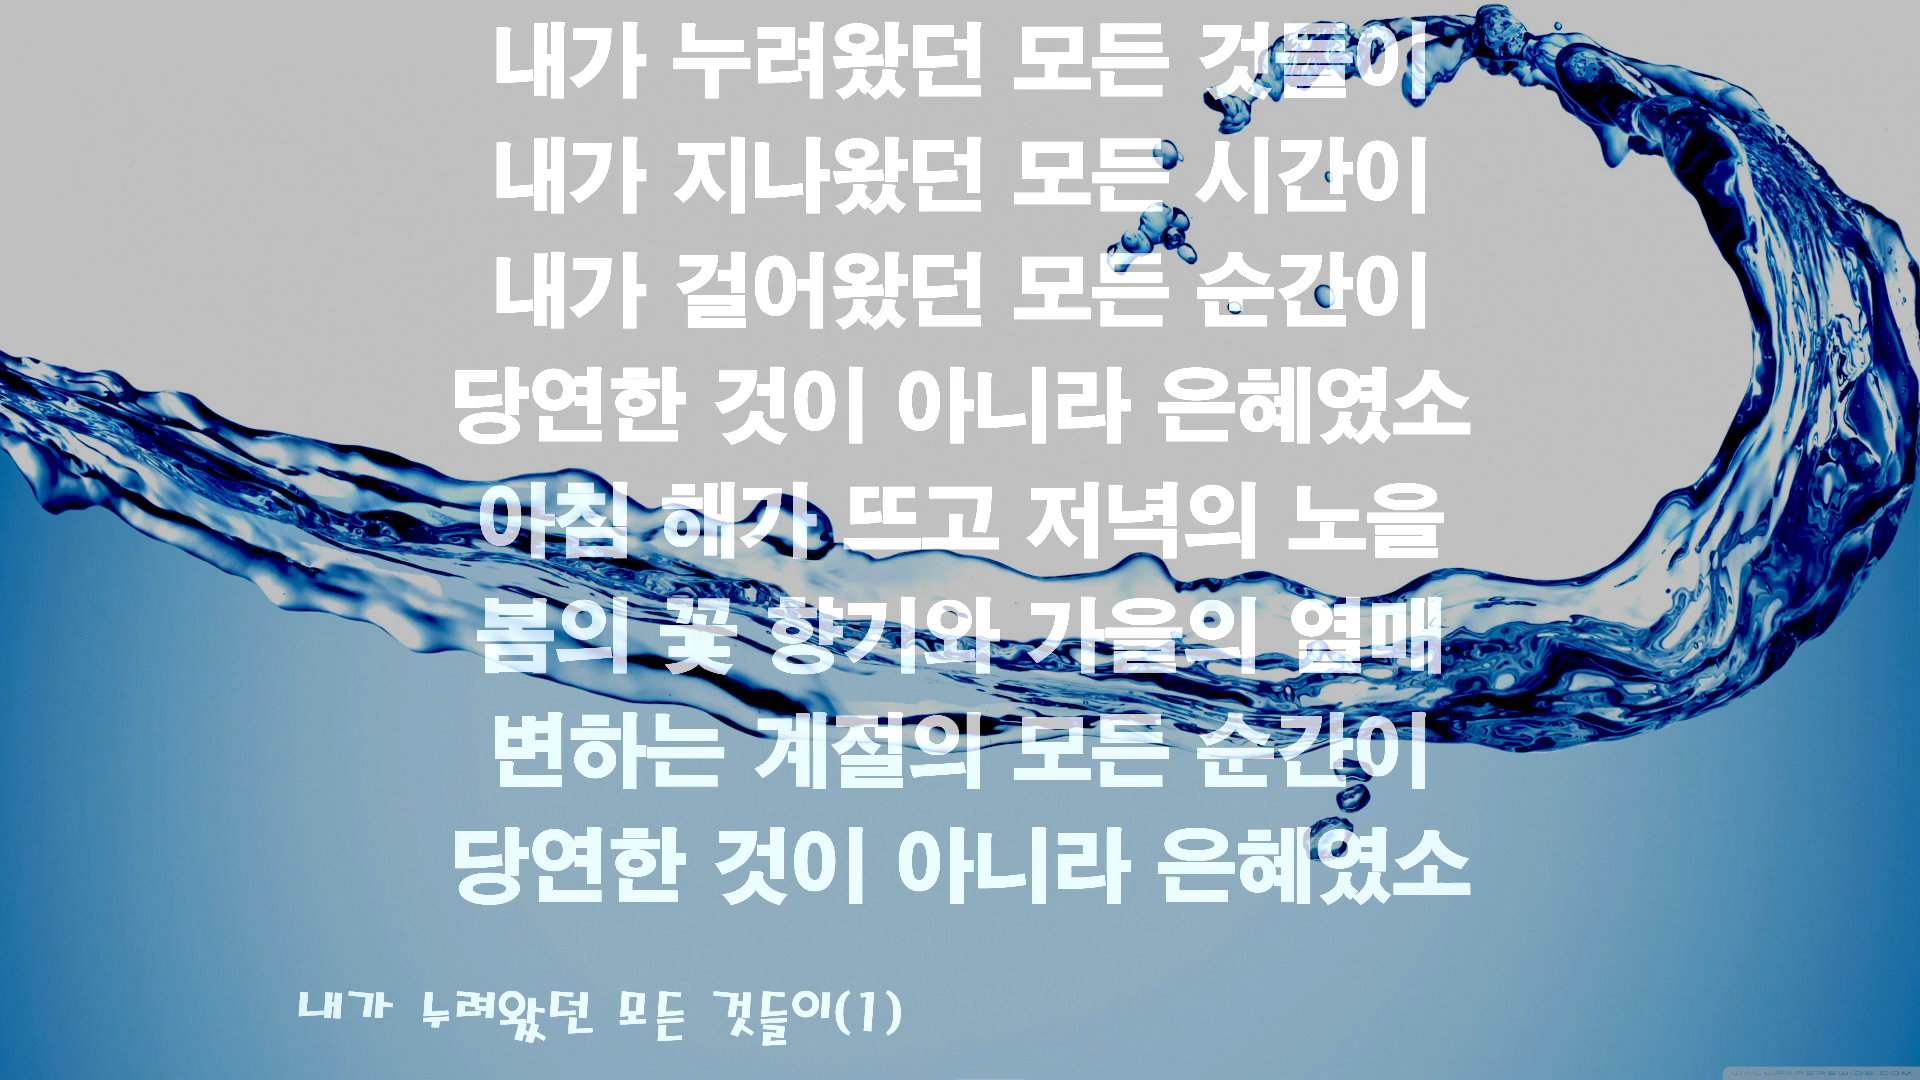 내가 누려왔던 모든 것들이
내가 지나왔던 모든 시간이
내가 걸어왔던 모든 순간이
당연한 것이 아니라 은혜였소
아침 해가 뜨고 저녁의 노을
봄의 꽃 향기와 가을의 열매
변하는 계절의 모든 순간이
당연한 것이 아니라 은혜였소
내가 누려왔던 모든 것들이(1)
WALLPAPERSWIDE.COM